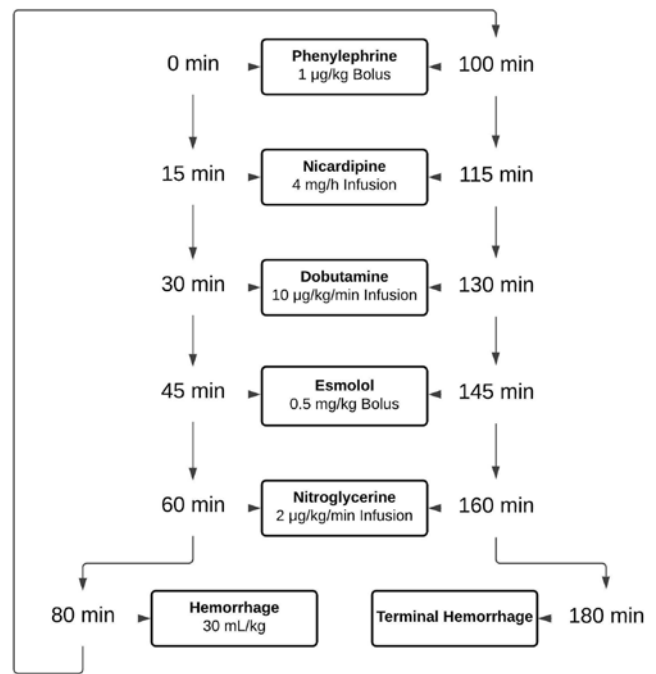 0 min
Phenylephrine
1 µg/kg Bolus
100 min
15 min
Nicardipine
4 mg/h Infusion
115 min
30 min
Dobutamine
10 µg/kg/min Infusion
130 min
45 min
Esmolol
0.5 mg/kg Bolus
145 min
60 min
Nitroglycerine
2 µg/kg/min Infusion
160 min
80 min
Hemorrhage
30 mL/kg
Terminal Hemorrhage
180 min